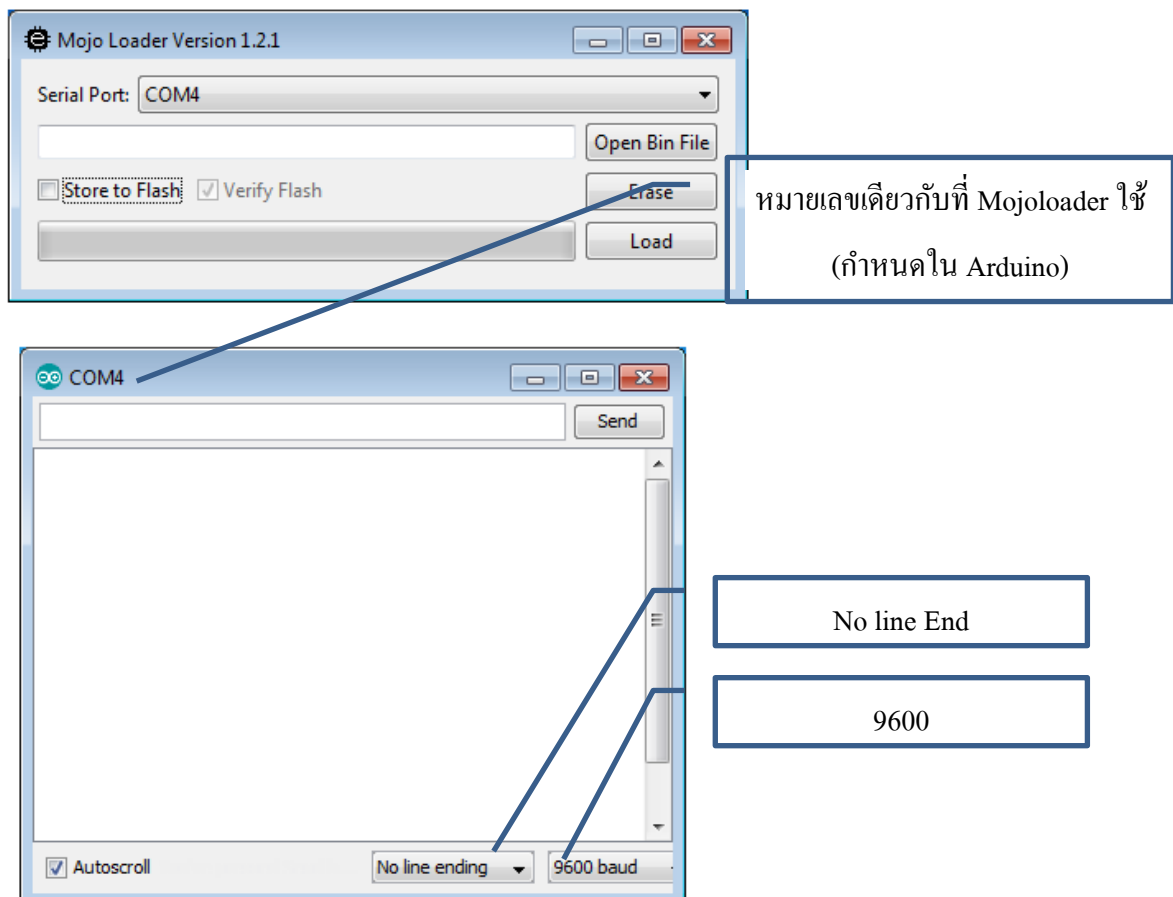 Mojo Loader Version 1.2.1
Serial Port: COM4
Open Bin File
Store to Flash Verify Flash
Erase
Load
หมายเลขเดียวกับที่ Mojoloader ใช้
(กำหนดใน Arduino)
COM4
Send
No line End
9600
Autoscroll No line ending 9600 baud